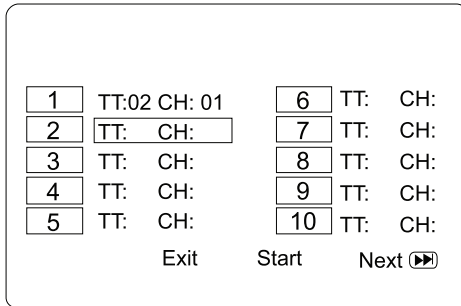 1 TT:02 CH: 01 6 TT: CH:
2 TT: CH: 7 TT: CH:
3 TT: CH: 8 TT: CH:
4 TT: CH: 9 TT: CH:
5 TT: CH: 10 TT: CH:
Exit Start Next